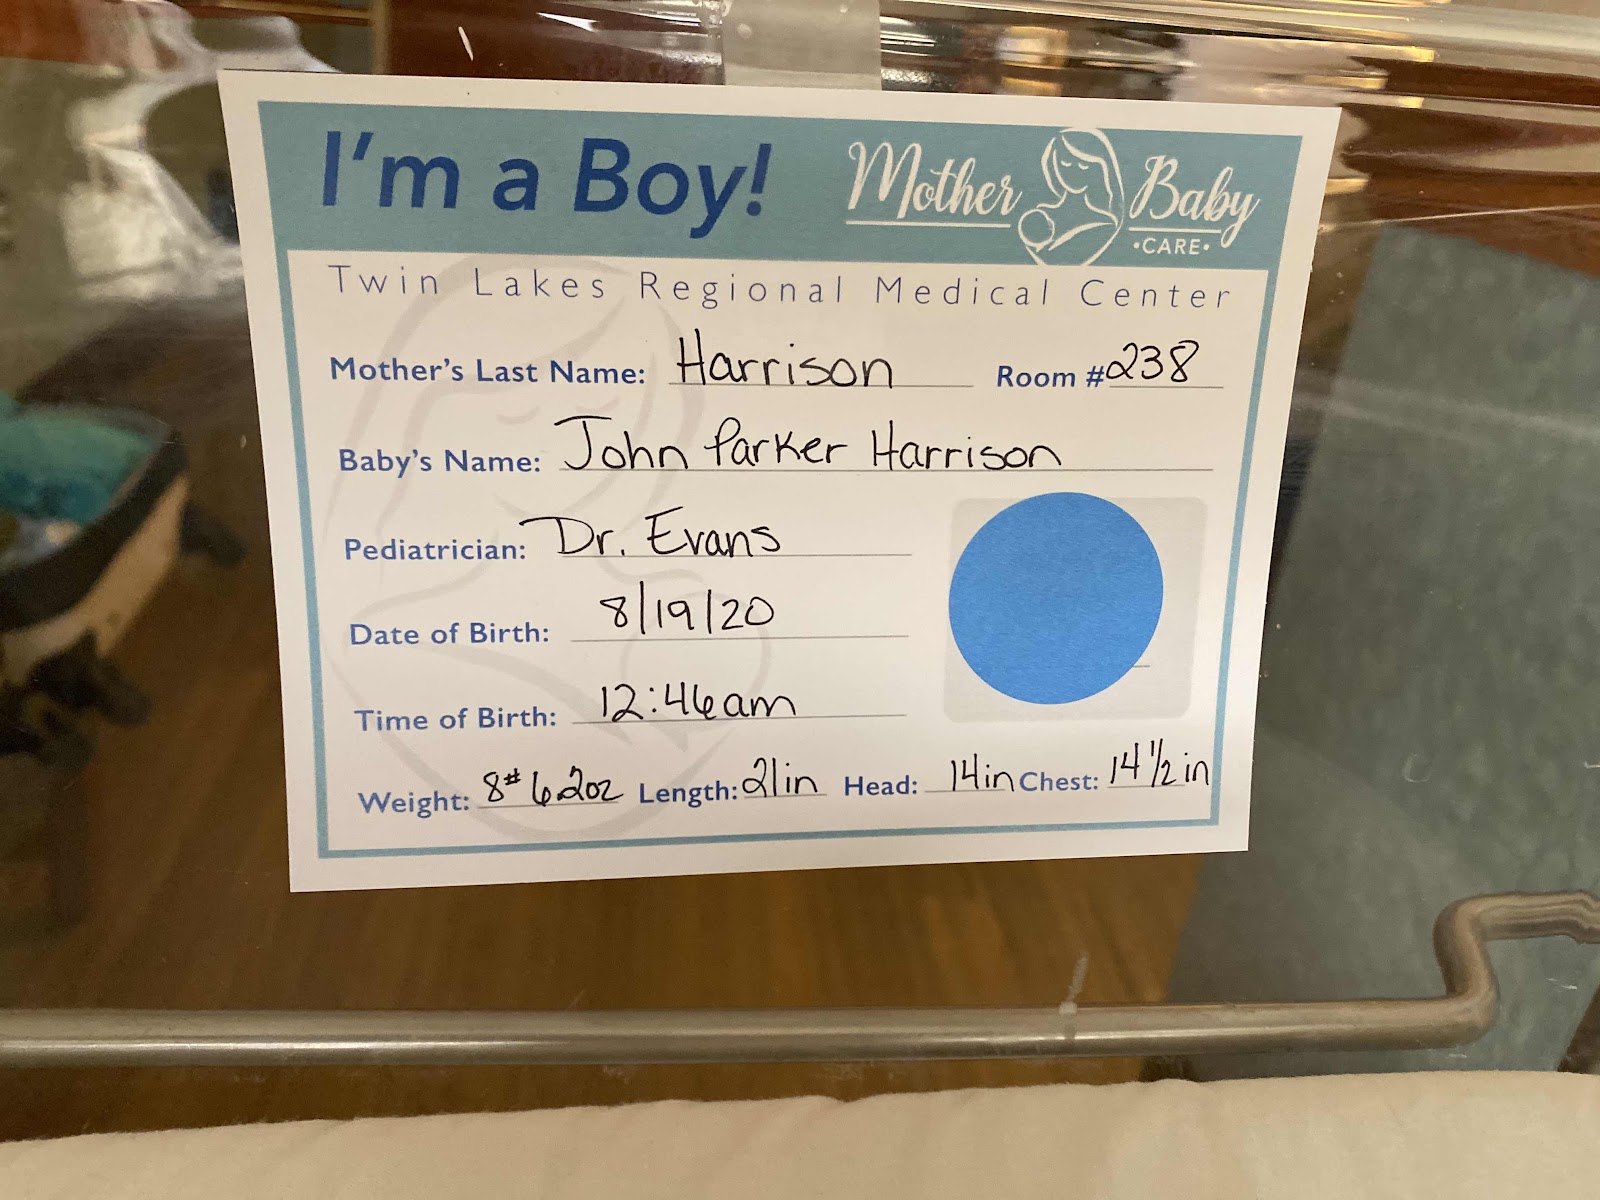 I'm a Boy! Mother Baby
•CARE•
Twin Lakes Regional Medical Center
Mother's Last Name: Harrison Room #238
Baby's Name: John Parker Harrison
Pediatrician: Dr. Evans
Date of Birth: 8/19/20
Time of Birth: 12:46am
Weight: 8# 6.2oz Length: 21in Head: 14in Chest: 14 1/2 in